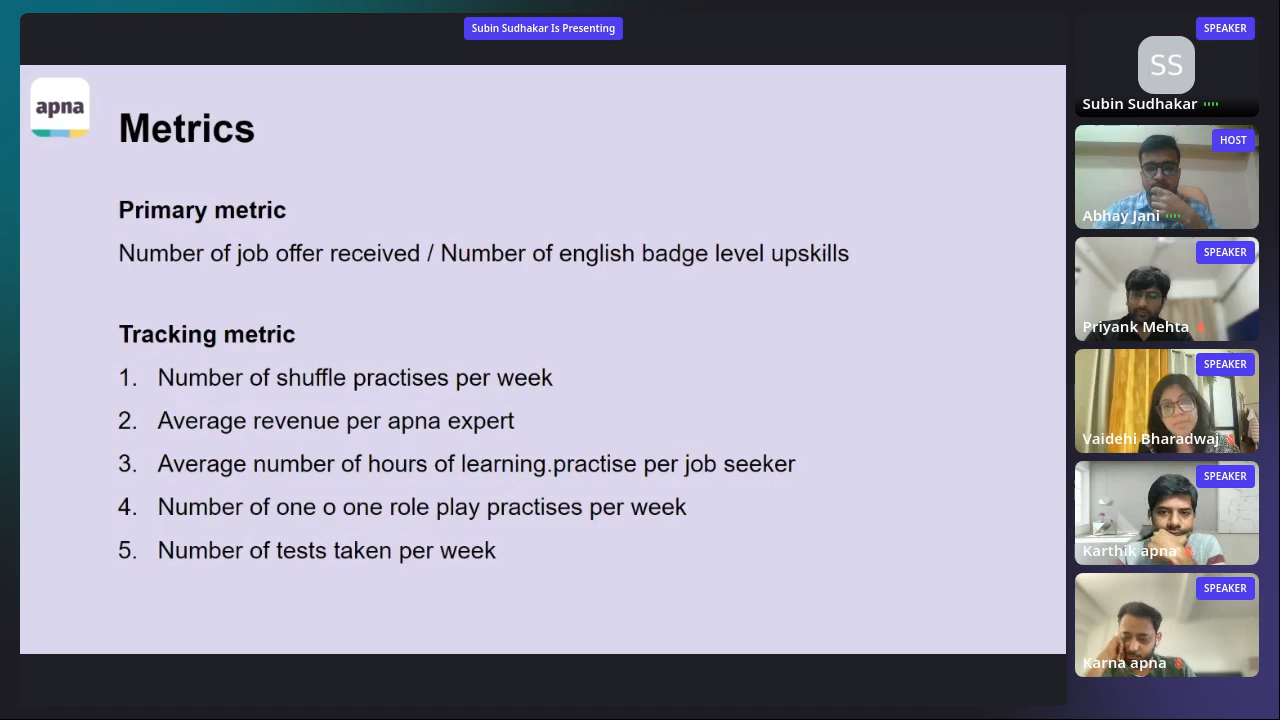 Subin Sudhakar Is Presenting
apna
Metrics
Primary metric
Number of job offer received / Number of english badge level upskills
Tracking metric
1. Number of shuffle practises per week
2. Average revenue per apna expert
3. Average number of hours of learning.practise per job seeker
4. Number of one o one role play practises per week
5. Number of tests taken per week
SPEAKER
SS
Subin Sudhakar
HOST
Abhay Jani
SPEAKER
Priyank Mehta
SPEAKER
Vaidehi Bharadwaj
SPEAKER
Karthik apna
SPEAKER
Karna apna